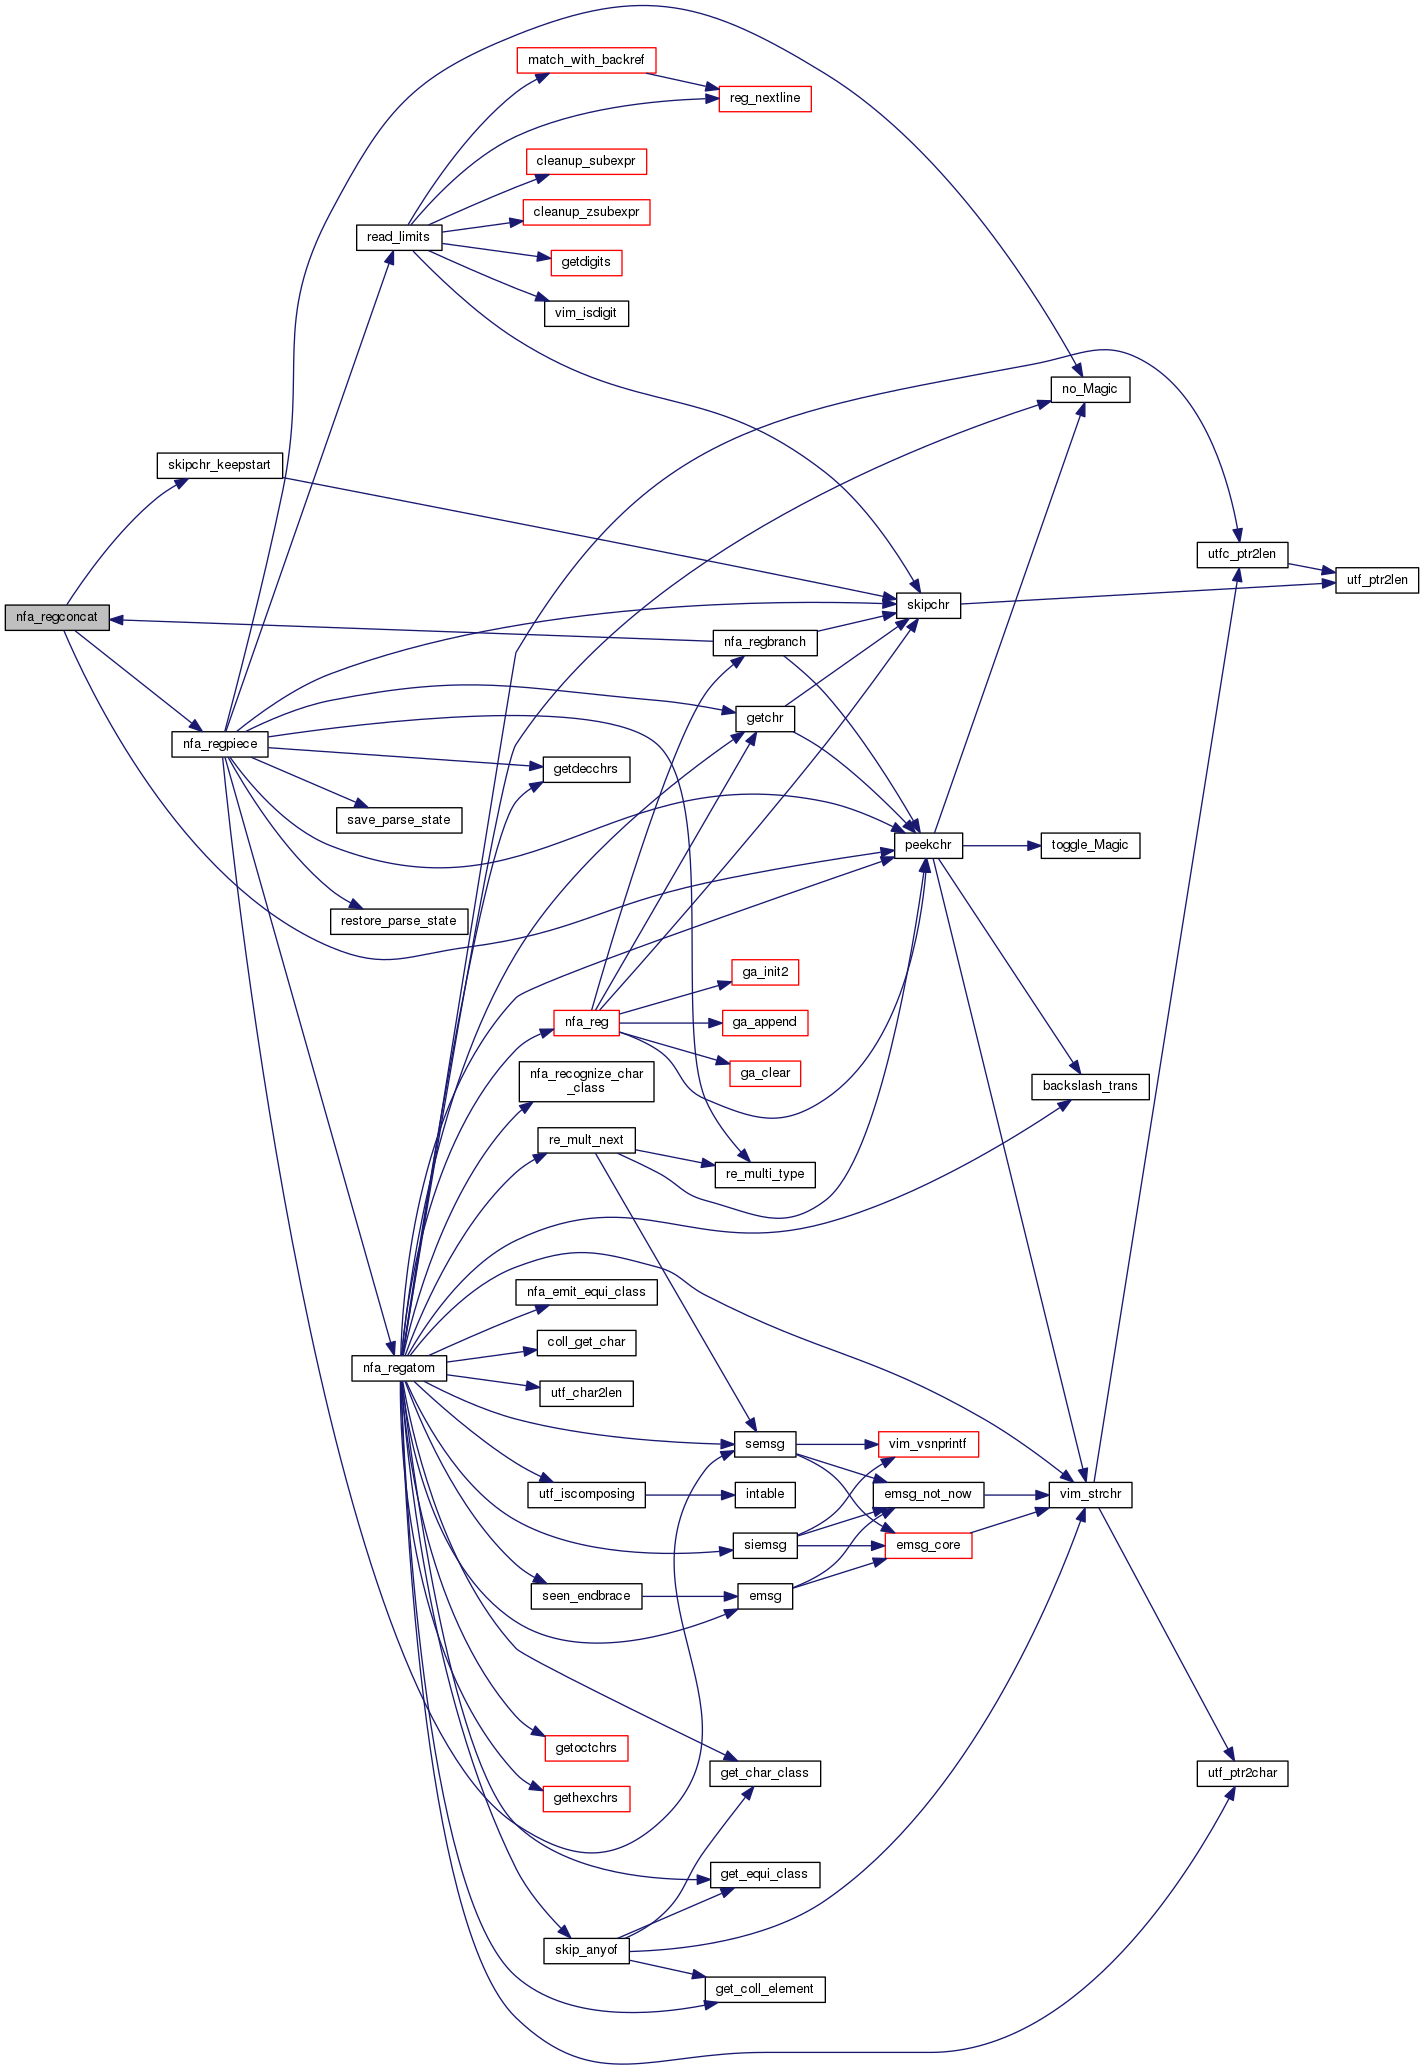 match_with_backref
reg_nextline
cleanup_subexpr
cleanup_zsubexpr
read_limits
getdigits
vim_isdigit
no_Magic
skipchr_keepstart
utfc_ptr2len
utf_ptr2len
skipchr
nfa_regconcat
nfa_regbranch
getchr
nfa_regpiece
getdecchrs
save_parse_state
peekchr
toggle_Magic
restore_parse_state
ga_init2
nfa_reg
ga_append
ga_clear
nfa_recognize_char
_class
backslash_trans
re_mult_next
re_multi_type
nfa_emit_equi_class
coll_get_char
nfa_regatom
utf_char2len
semsg
vim_vsnprintf
utf_iscomposing
intable
emsg_not_now
vim_strchr
siemsg
emsg_core
seen_endbrace
emsg
getoctchrs
get_char_class
utf_ptr2char
gethexchrs
get_equi_class
skip_anyof
get_coll_element